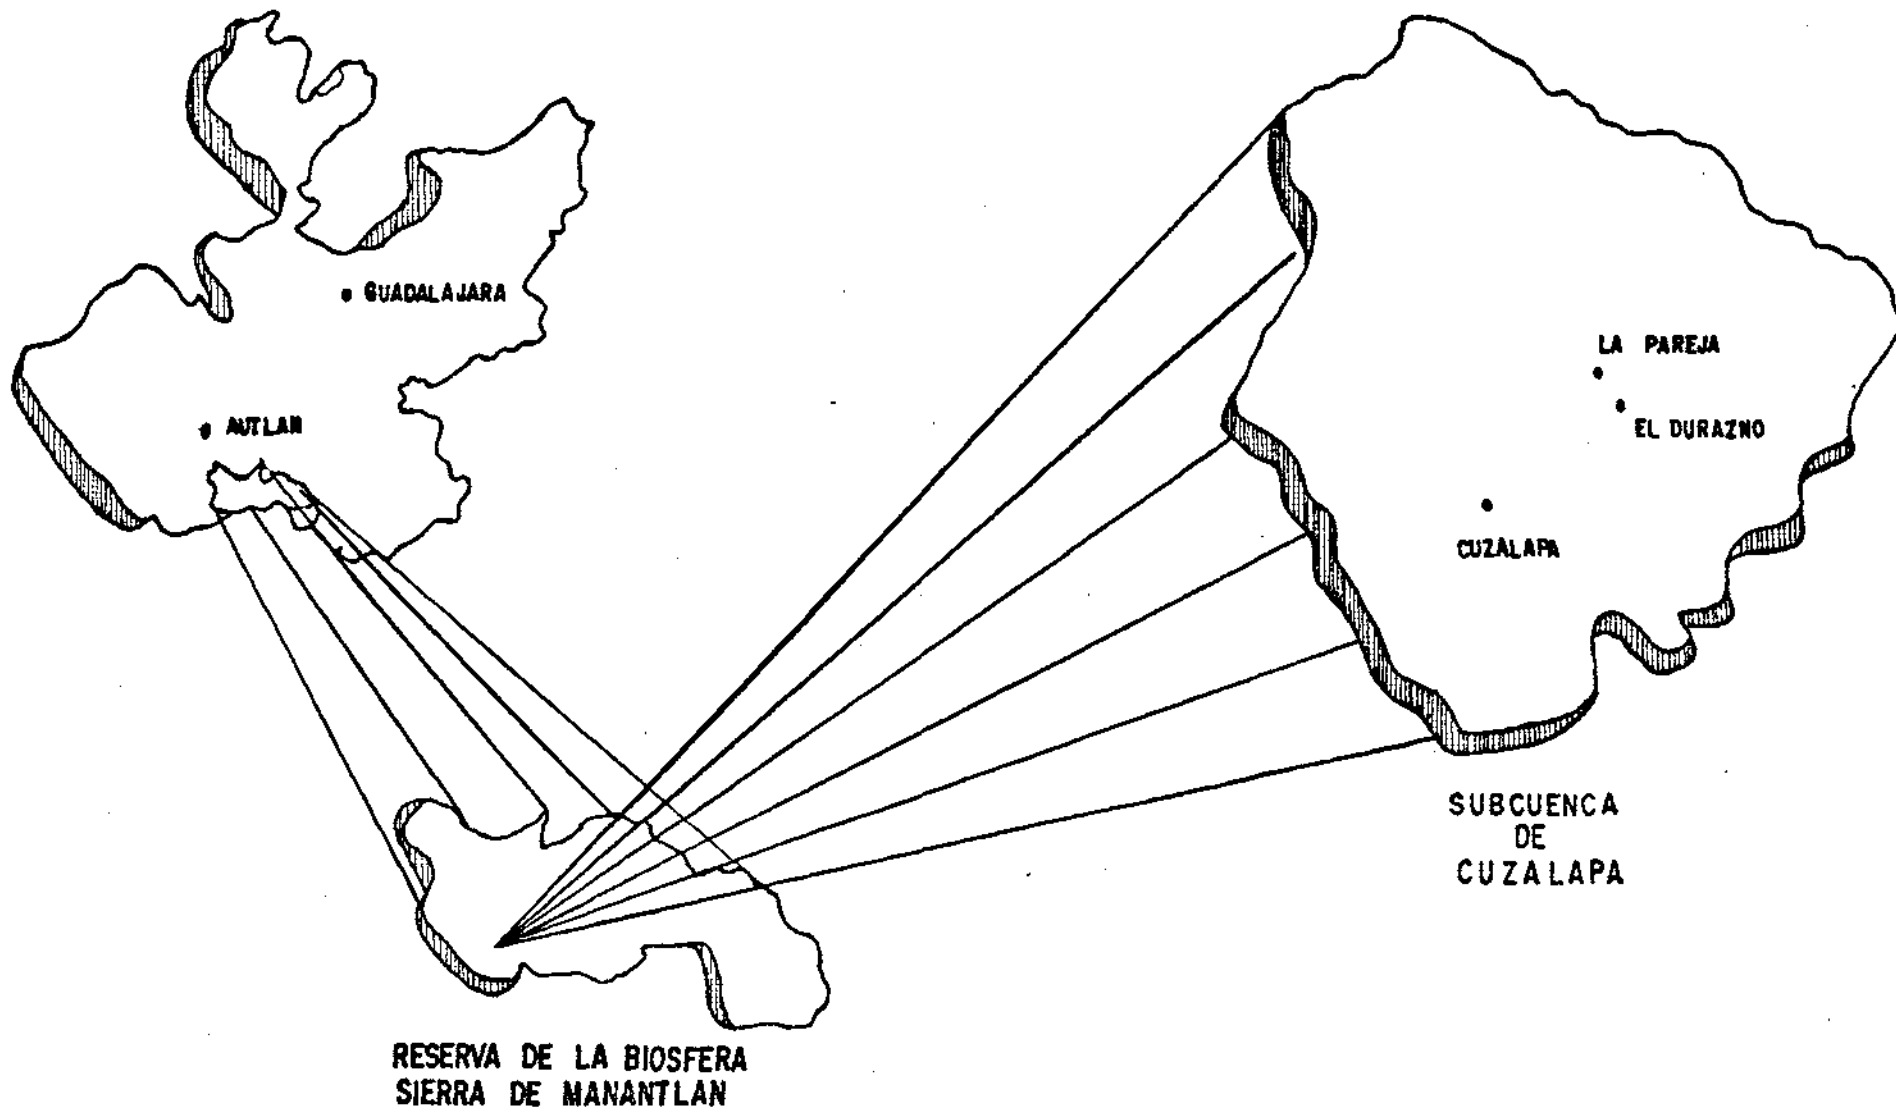 GUADALAJARA
AUTLAN
LA PAREJA
EL DURAZNO
CUZALAPA
SUBCUENCA
DE
CUZALAPA
RESERVA DE LA BIOSFERA
SIERRA DE MANANTLAN